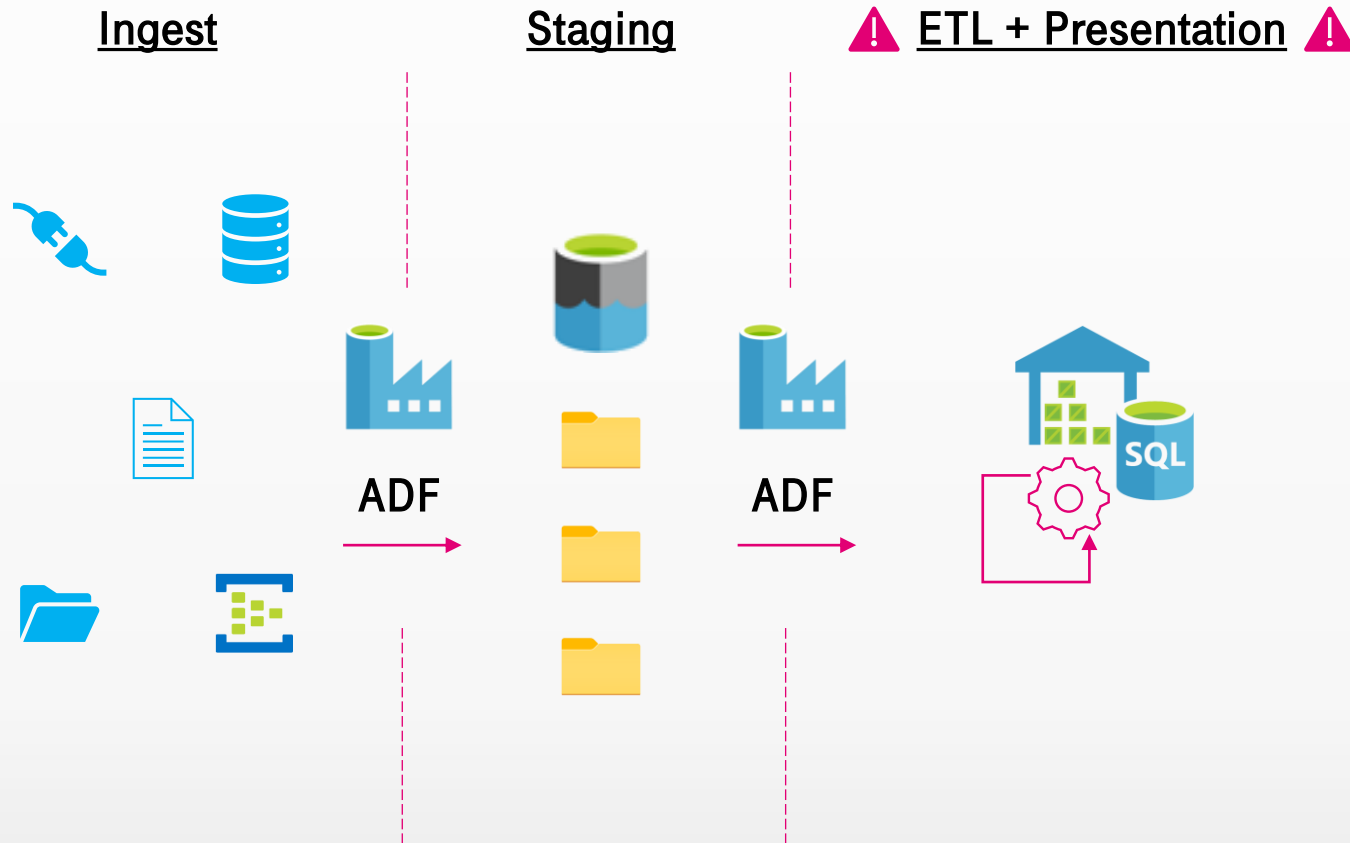 Ingest
Staging
ETL + Presentation
ADF
ADF
SQL